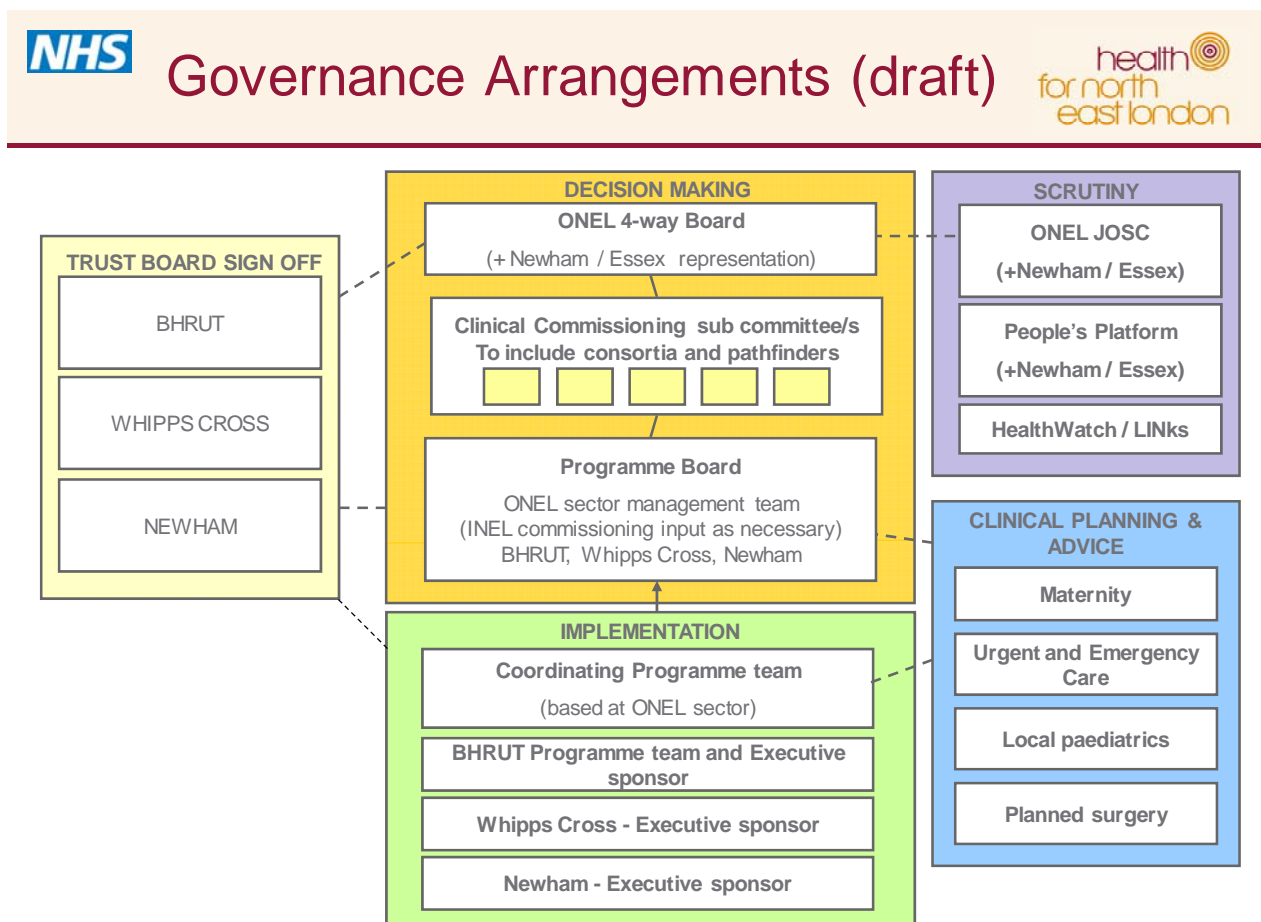 NHS
Governance Arrangements (draft)
health
for north
east london
TRUST BOARD SIGN OFF
BHRUT
WHIPPS CROSS
NEWHAM
DECISION MAKING
ONEL 4-way Board
(+ Newham / Essex representation)
Clinical Commissioning sub committee/s
To include consortia and pathfinders
Programme Board
ONEL sector management team
(INEL commissioning input as necessary)
BHRUT, Whipps Cross, Newham
IMPLEMENTATION
Coordinating Programme team
(based at ONEL sector)
BHRUT Programme team and Executive
sponsor
Whipps Cross - Executive sponsor
Newham - Executive sponsor
SCRUTINY
ONEL JOSC
(+Newham / Essex)
People's Platform
(+Newham / Essex)
HealthWatch / LINks
CLINICAL PLANNING &
ADVICE
Maternity
Urgent and Emergency
Care
Local paediatrics
Planned surgery